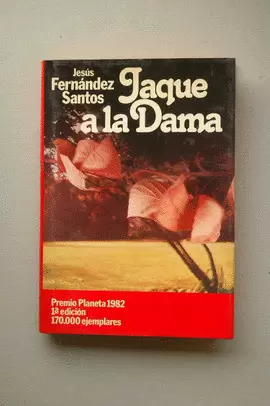 Jesús
Fernández
Santos
Jaque
a la Dama
Premio Planeta 1982
1ª edición
170.000 ejemplares